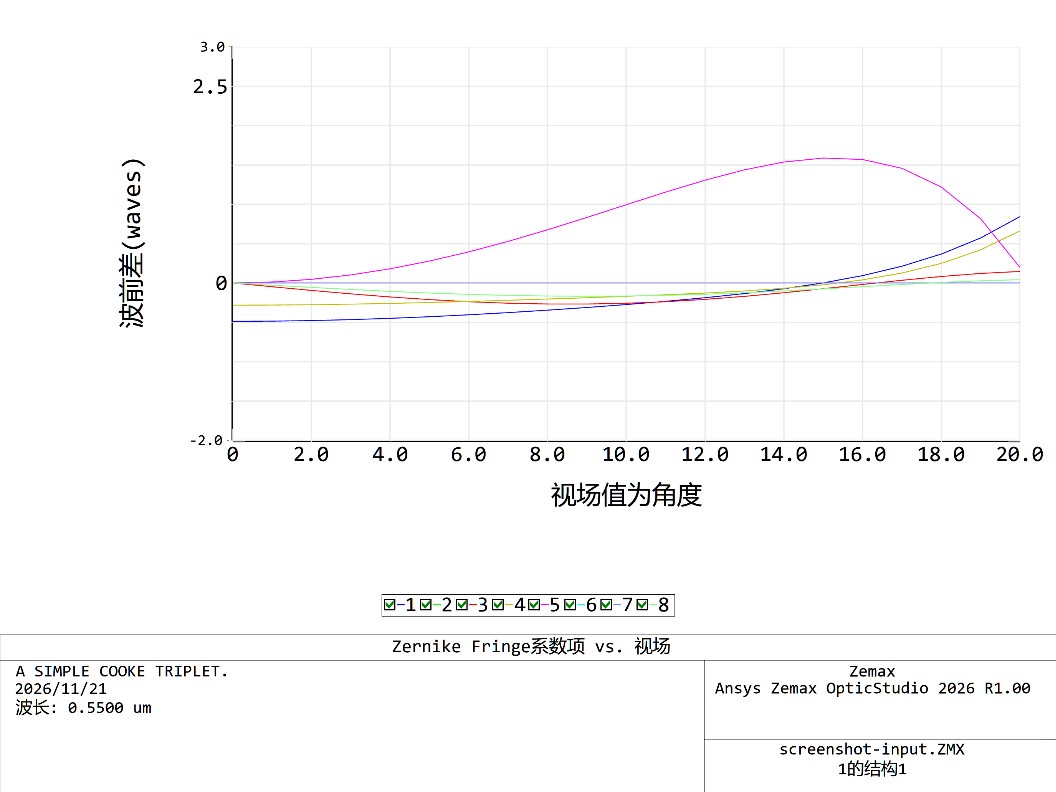 3.0
2.5
0
-2.0
波前差(waves)
0 2.0 4.0 6.0 8.0 10.0 12.0 14.0 16.0 18.0 20.0
视场值为角度
1 2 3 4 5 6 7 8
Zernike Fringe系数项 vs. 视场
A SIMPLE COOKE TRIPLET.
2026/11/21
波长: 0.5500 um
Zemax
Ansys Zemax OpticStudio 2026 R1.00
screenshot-input.ZMX
1的结构1